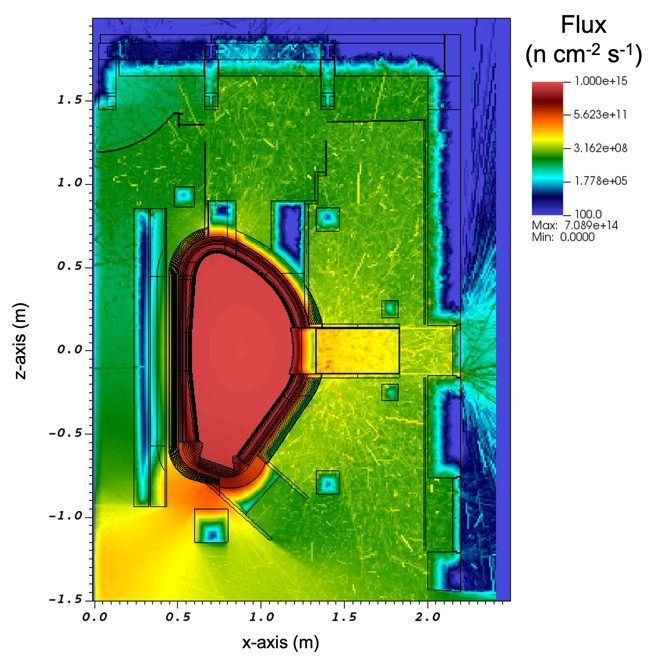 Flux
(n cm-2 s-1)
1.000e+15
5.623e+11
3.162e+08
1.778e+05
100.0
Max: 7.089e+14
Min: 0.0000
1.5
1.0
0.5
0.0
-0.5
-1.0
-1.5
z-axis (m)
0.0 0.5 1.0 1.5 2.0
x-axis (m)